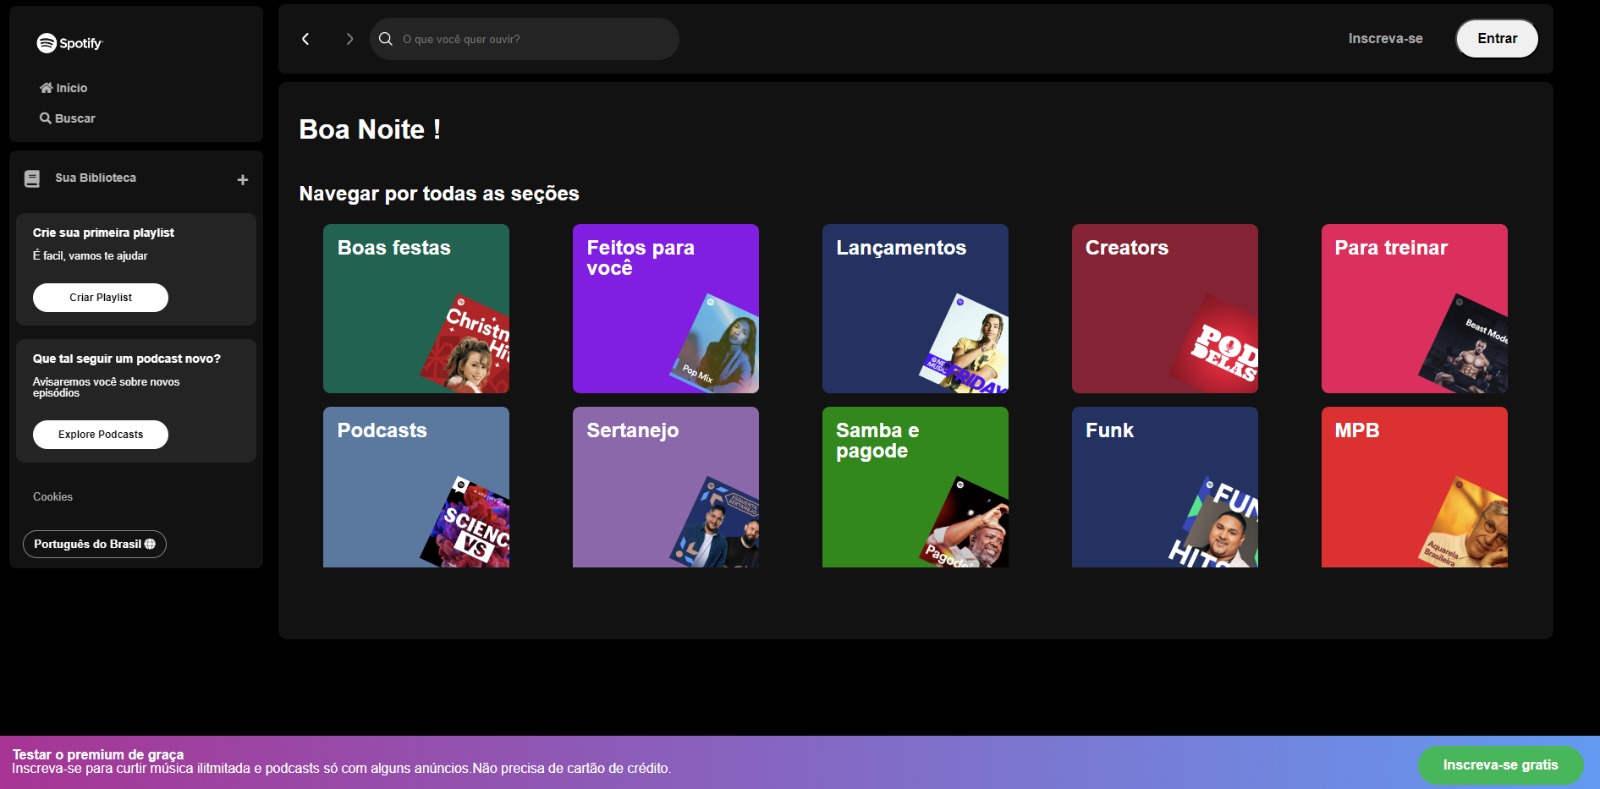 Spotify
Início
Buscar
Sua Biblioteca
Crie sua primeira playlist
É facil, vamos te ajudar
Criar Playlist
Que tal seguir um podcast novo?
Avisaremos você sobre novos
episódios
Explore Podcasts
Cookies
Português do Brasil
O que você quer ouvir?
Inscreva-se
Entrar
Boa Noite !
Navegar por todas as seções
Boas festas
Christm
Hi
Feitos para
você
Pop Mix
Lançamentos
NE
MUSIC
FRIDAY
Creators
POD
DELAS
Para treinar
Beast Mode
Podcasts
SCIENC
VS
Sertanejo
ESQUENTA
SERTANEJO
Samba e
pagode
Pagode
Funk
FUN
HITS
MPB
Aquarela
Brasileira
Testar o premium de graça
Inscreva-se para curtir música ilitmitada e podcasts só com alguns anúncios.Não precisa de cartão de crédito.
Inscreva-se gratis